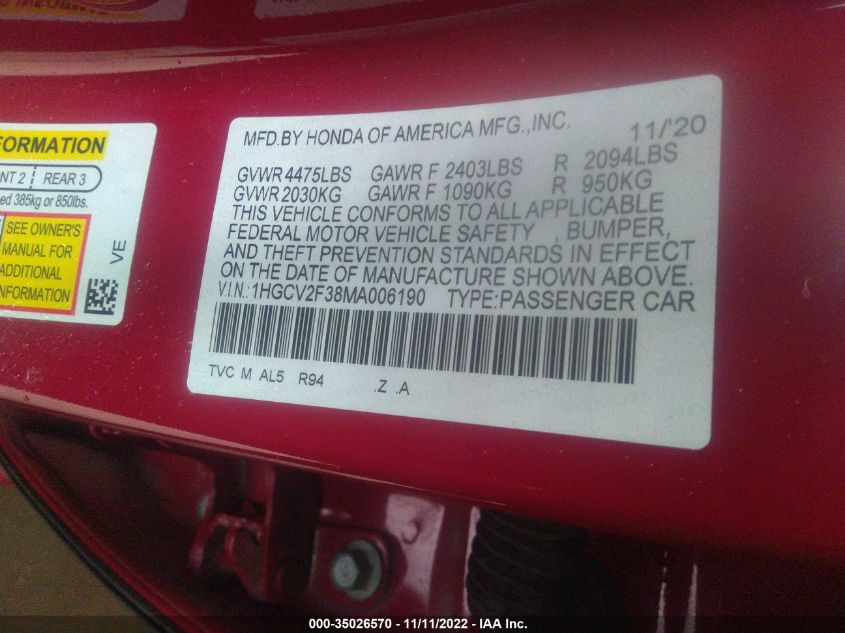 FORMATION
NT 2 REAR 3
ed 385kg or 850lbs.
SEE OWNER'S
MANUAL FOR
ADDITIONAL
INFORMATION
VE
MFD.BY HONDA OF AMERICA MFG.,INC. 11/'20
GVWR 4475LBS GAWR F 2403LBS R 2094LBS
GVWR 2030KG GAWR F 1090KG R 950KG
THIS VEHICLE CONFORMS TO ALL APPLICABLE
FEDERAL MOTOR VEHICLE SAFETY , BUMPER,
AND THEFT PREVENTION STANDARDS IN EFFECT
ON THE DATE OF MANUFACTURE SHOWN ABOVE.
V.I.N.: 1HGCV2F38MA006190 TYPE:PASSENGER CAR
TVC M AL5 R94 .Z .A
000-35026570 - 11/11/2022 - IAA Inc.